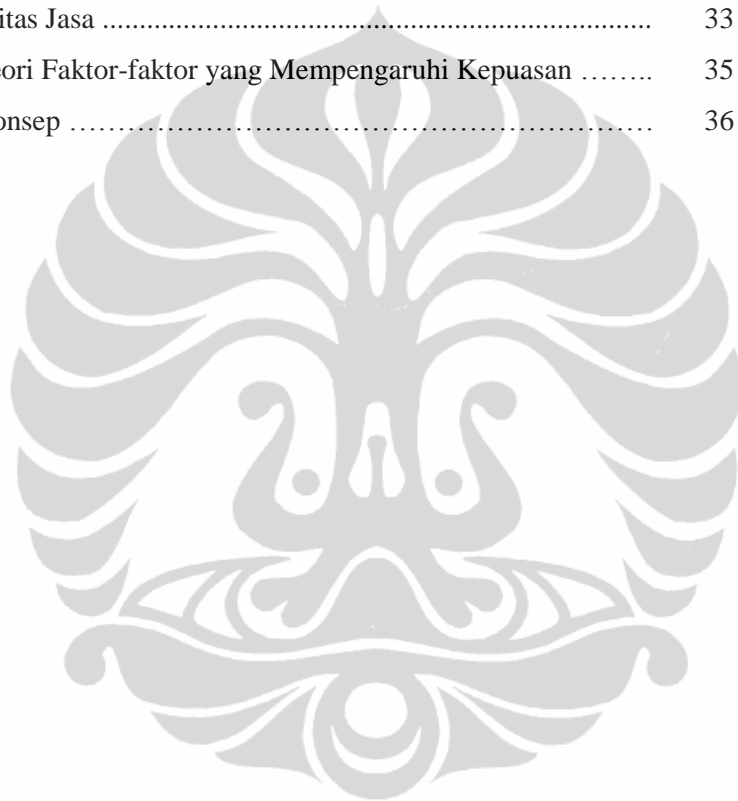 itas Jasa ................................................................................ 33
eori Faktor-faktor yang Mempengaruhi Kepuasan …….. 35
onsep ………………………………………………… 36